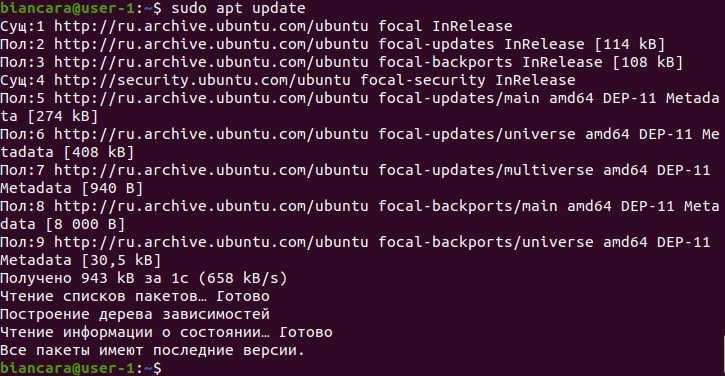 biancara@user-1:~$ sudo apt update
Сущ:1 http://ru.archive.ubuntu.com/ubuntu focal InRelease
Пол:2 http://ru.archive.ubuntu.com/ubuntu focal-updates InRelease [114 kB]
Пол:3 http://ru.archive.ubuntu.com/ubuntu focal-backports InRelease [108 kB]
Сущ:4 http://security.ubuntu.com/ubuntu focal-security InRelease
Пол:5 http://ru.archive.ubuntu.com/ubuntu focal-updates/main amd64 DEP-11 Metada
ta [274 kB]
Пол:6 http://ru.archive.ubuntu.com/ubuntu focal-updates/universe amd64 DEP-11 Me
tadata [408 kB]
Пол:7 http://ru.archive.ubuntu.com/ubuntu focal-updates/multiverse amd64 DEP-11
Metadata [940 B]
Пол:8 http://ru.archive.ubuntu.com/ubuntu focal-backports/main amd64 DEP-11 Meta
data [8 000 B]
Пол:9 http://ru.archive.ubuntu.com/ubuntu focal-backports/universe amd64 DEP-11
Metadata [30,5 kB]
Получено 943 kB за 1с (658 kB/s)
Чтение списков пакетов… Готово
Построение дерева зависимостей
Чтение информации о состоянии… Готово
Все пакеты имеют последние версии.
biancara@user-1:~$